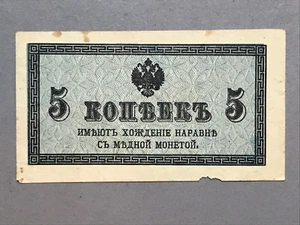 5 КОПѢЕКЪ 5
ИМѢЮТЪ ХОЖДЕНІЕ НАРАВНѢ
СЪ МѢДНОЙ МОНЕТОЙ.